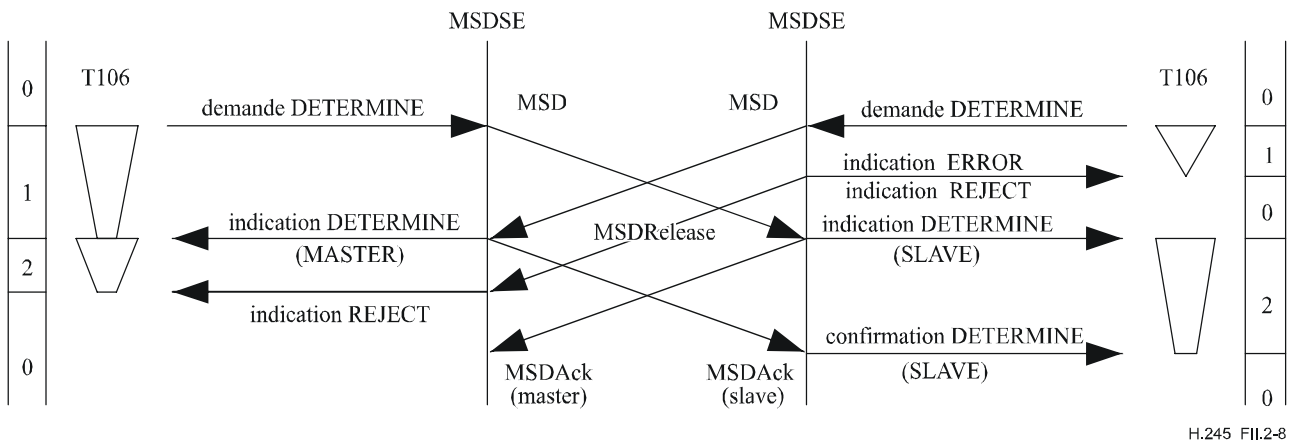 MSDSE
MSDSE
T106
T106
0
0
demande DETERMINE
MSD
MSD
demande DETERMINE
1
1
indication ERROR
indication REJECT
0
indication DETERMINE
(MASTER)
MSDRelease
indication DETERMINE
(SLAVE)
2
2
indication REJECT
confirmation DETERMINE
(SLAVE)
0
0
MSDAck
(master)
MSDAck
(slave)
H.245 FII.2-8